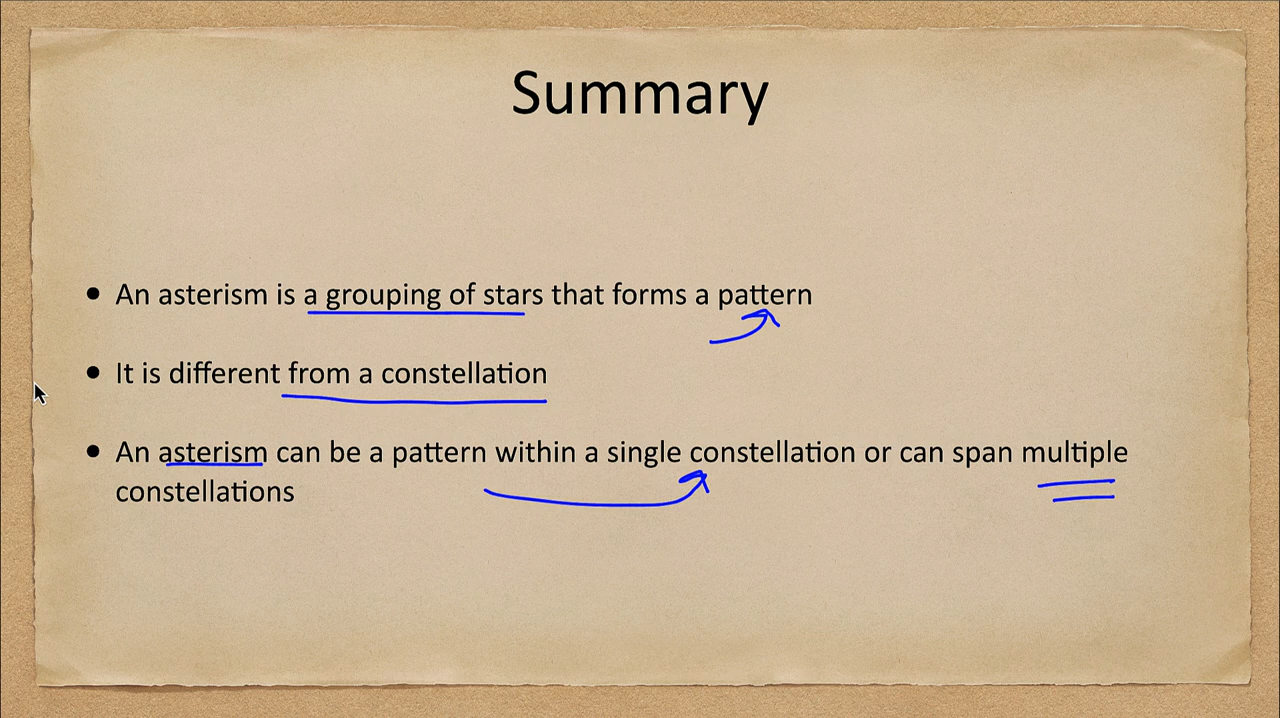 Summary
• An asterism is a grouping of stars that forms a pattern
• It is different from a constellation
• An asterism can be a pattern within a single constellation or can span multiple
constellations